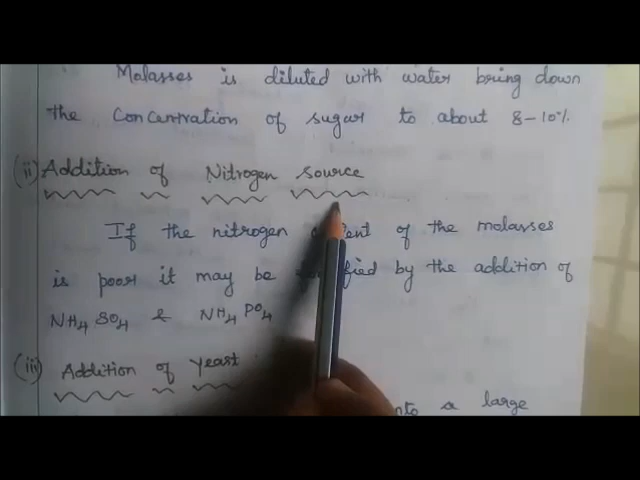 Molasses is diluted with water bring down
the concentration of sugar to about 8-10%
(ii) Addition of Nitrogen source
If the nitrogen of the molasses
is poor it may be by the addition of
NH4 SO4 & NH4 PO4
(iii) Addition of yeast
a large